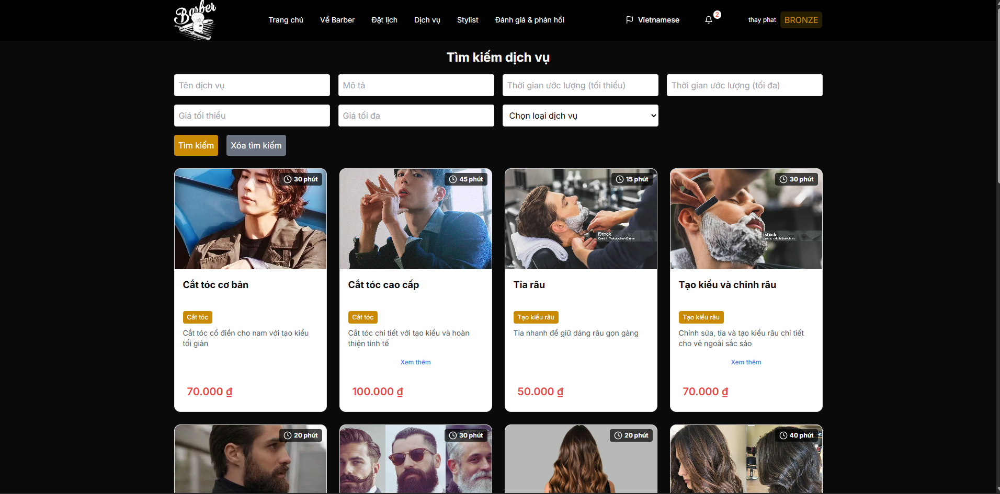 Barber
Trang chủ
Về Barber
Đặt lịch
Dịch vụ
Stylist
Đánh giá & phản hồi
Vietnamese
2
thay phat
BRONZE
Tìm kiếm dịch vụ
Tên dịch vụ
Mô tả
Thời gian ước lượng (tối thiểu)
Thời gian ước lượng (tối đa)
Giá tối thiểu
Giá tối đa
Chọn loại dịch vụ
Tìm kiếm
Xóa tìm kiếm
30 phút
45 phút
15 phút
30 phút
iStock
Credit: YakobchukOlena
iStock
Credit: YakobchukOlena
Cắt tóc cơ bản
Cắt tóc cao cấp
Tỉa râu
Tạo kiểu và chỉnh râu
Cắt tóc
Cắt tóc
Tạo kiểu râu
Tạo kiểu râu
Cắt tóc cổ điển cho nam với tạo kiểu
tối giản
Cắt tóc chi tiết với tạo kiểu và hoàn
thiện tinh tế
Tỉa nhanh để giữ dáng râu gọn gàng
Chỉnh sửa, tỉa và tạo kiểu râu chi tiết
cho vẻ ngoài sắc sảo
Xem thêm
Xem thêm
70.000 ₫
100.000 ₫
50.000 ₫
70.000 ₫
20 phút
30 phút
20 phút
40 phút